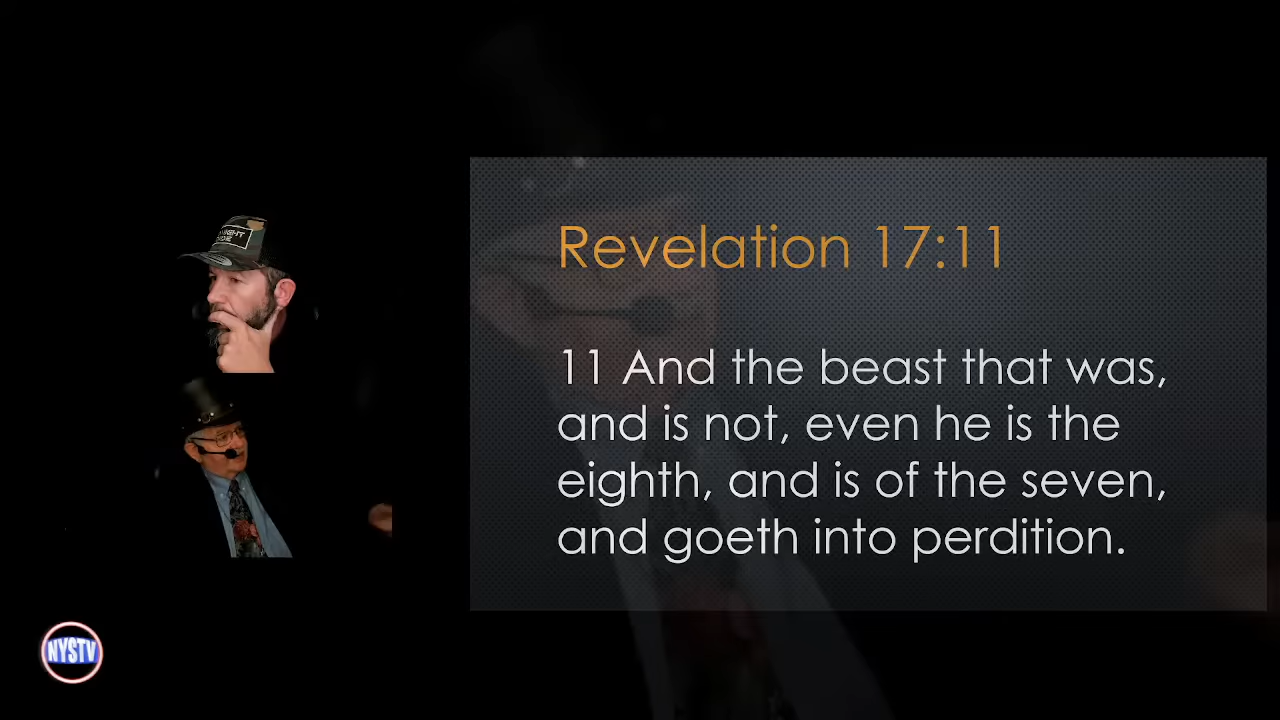 Revelation 17:11
11 And the beast that was,
and is not, even he is the
eighth, and is of the seven,
and goeth into perdition.
NYSTV